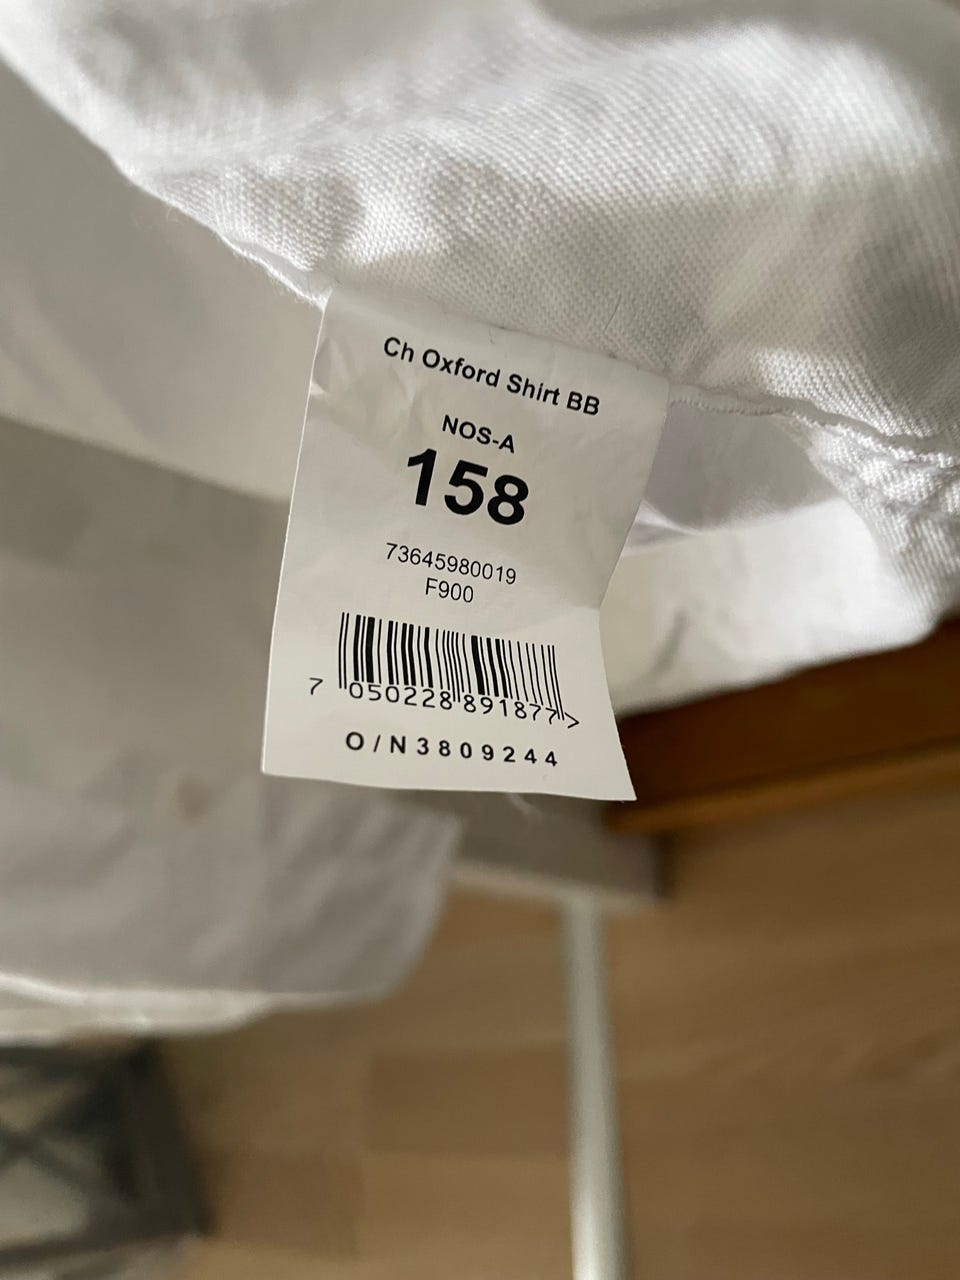 Ch Oxford Shirt BB
NOS-A
158
73645980019
F900
7 050228 891877 >
O/N3809244